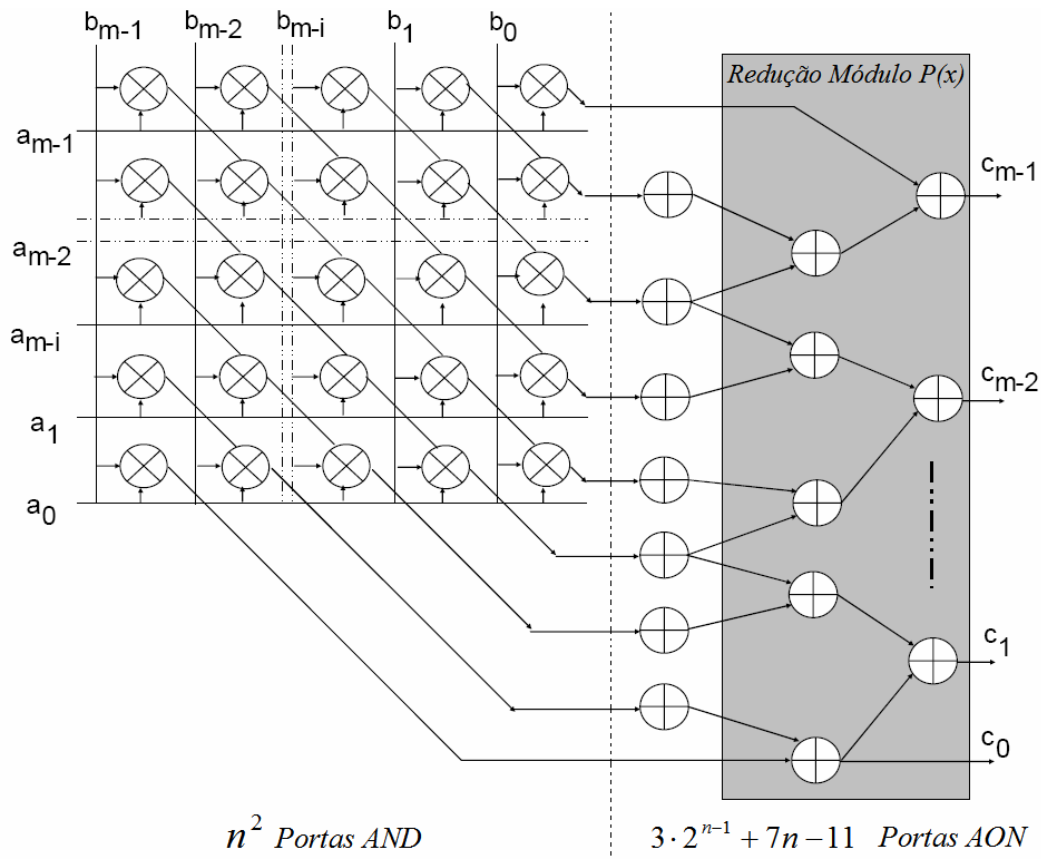 b_{m-1} b_{m-2} b_{m-i} b_1 b_0
Redução Módulo P(x)
a_{m-1}
c_{m-1}
a_{m-2}
a_{m-i}
c_{m-2}
a_1
a_0
c_1
c_0
n^2 Portas AND
3 · 2^{n-1} + 7n − 11 Portas AON